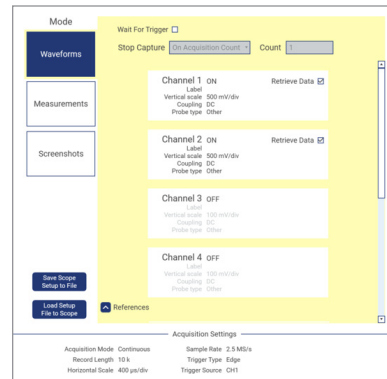 Mode
Wait For Trigger
Waveforms
Stop Capture On Acquisition Count Count 1
Channel 1 ON Retrieve Data
Label
Vertical scale 500 mV/div
Coupling DC
Probe type Other
Measurements
Channel 2 ON Retrieve Data
Label
Vertical scale 500 mV/div
Coupling DC
Probe type Other
Screenshots
Channel 3 OFF
Label
Vertical scale 100 mV/div
Coupling DC
Probe type Other
Channel 4 OFF
Label
Vertical scale 100 mV/div
Coupling DC
Probe type Other
Save Scope
Setup to File
Load Setup
File to Scope
References
Acquisition Settings
Acquisition Mode Continuous Sample Rate 2.5 MS/s
Record Length 10 k Trigger Type Edge
Horizontal Scale 400 µs/div Trigger Source CH1